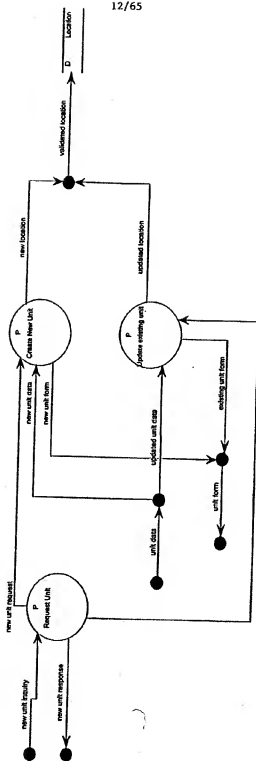 12/65
D Location
validated location
new location
updated location
P
Create New Unit
P
Update existing unit
new unit data
new unit form
updated unit data
existing unit form
unit data
unit form
new unit request
P
Request Unit
new unit inquiry
new unit response